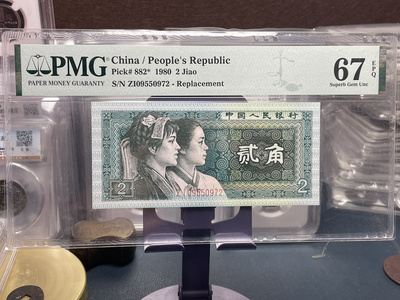 PMG
PAPER MONEY GUARANTY
China / People's Republic
Pick# 882* 1980 2 Jiao
S/N ZI09550972 - Replacement
67 EPQ
Superb Gem Unc
中国人民银行
贰角
ZI09550972
2
2